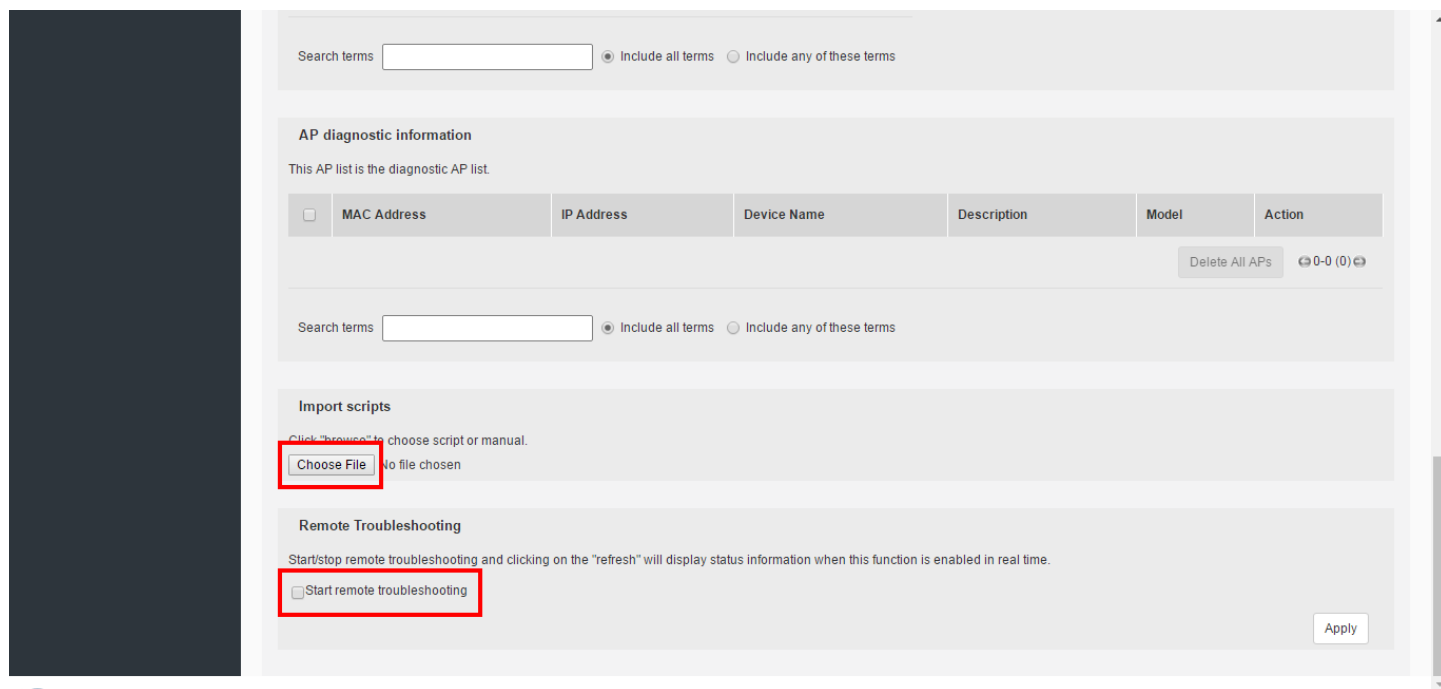 Search terms Include all terms Include any of these terms
AP diagnostic information
This AP list is the diagnostic AP list.
MAC Address IP Address Device Name Description Model Action
Delete All APs 0-0 (0)
Search terms Include all terms Include any of these terms
Import scripts
Click "browse" to choose script or manual.
Choose File No file chosen
Remote Troubleshooting
Start/stop remote troubleshooting and clicking on the "refresh" will display status information when this function is enabled in real time.
Start remote troubleshooting
Apply